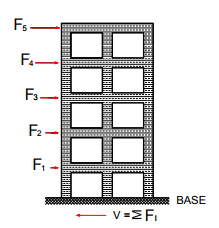 F5
F4
F3
F2
F1
BASE
V = Σ FI